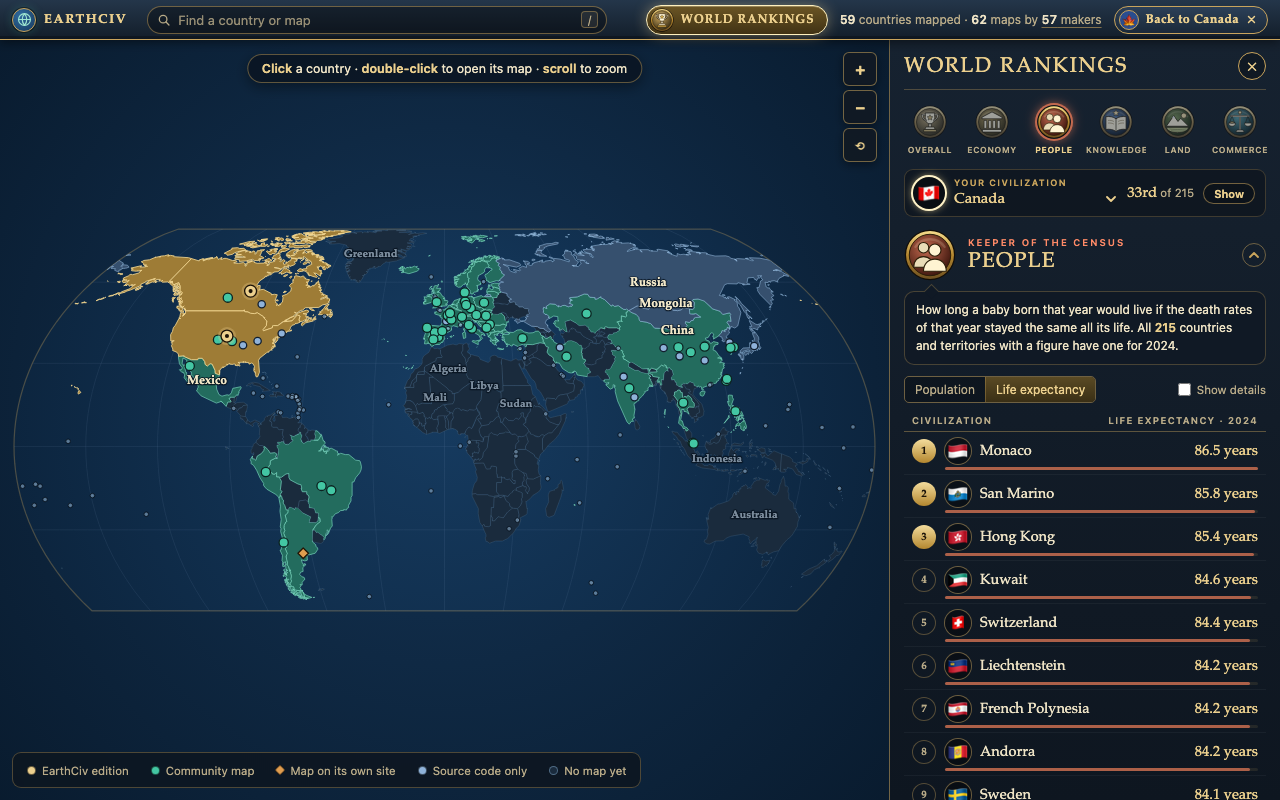 EARTHCIV
Find a country or map
/
WORLD RANKINGS
59 countries mapped · 62 maps by 57 makers
Back to Canada ✕
Click a country · double-click to open its map · scroll to zoom
+
−
Greenland
Russia
Mongolia
China
Mexico
Algeria
Libya
Mali
Sudan
Indonesia
Australia
EarthCiv edition
Community map
Map on its own site
Source code only
No map yet
WORLD RANKINGS
✕
OVERALL
ECONOMY
PEOPLE
KNOWLEDGE
LAND
COMMERCE
YOUR CIVILIZATION
Canada
33rd of 215
Show
KEEPER OF THE CENSUS
PEOPLE
How long a baby born that year would live if the death rates
of that year stayed the same all its life. All 215 countries
and territories with a figure have one for 2024.
Population
Life expectancy
Show details
CIVILIZATION
LIFE EXPECTANCY · 2024
1 Monaco 86.5 years
2 San Marino 85.8 years
3 Hong Kong 85.4 years
4 Kuwait 84.6 years
5 Switzerland 84.4 years
6 Liechtenstein 84.2 years
7 French Polynesia 84.2 years
8 Andorra 84.2 years
9 Sweden 84.1 years